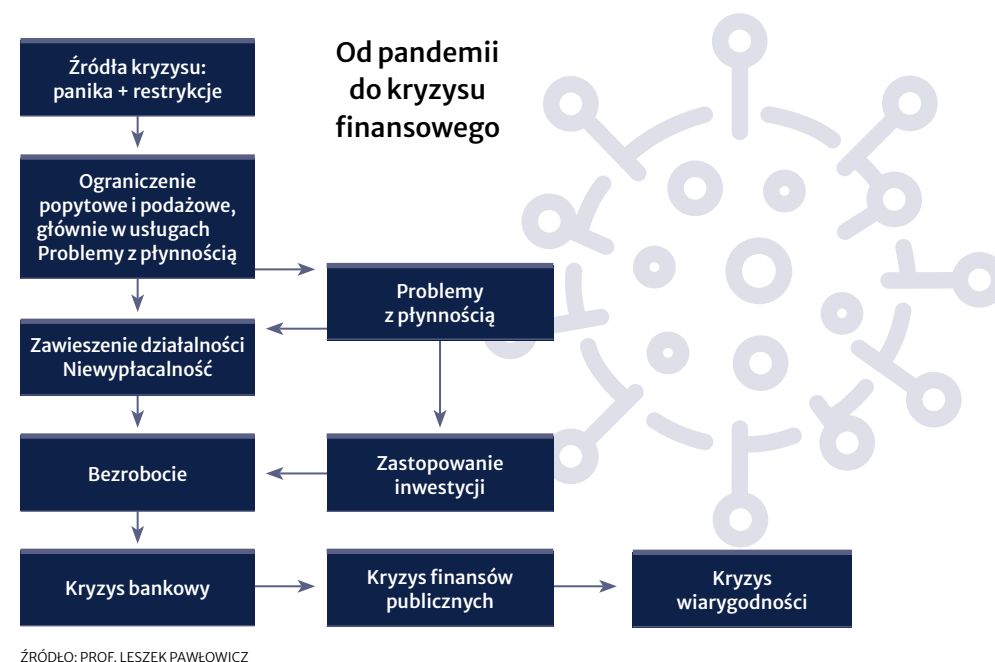 Źródła kryzysu:
panika + restrykcje
Od pandemii
do kryzysu
finansowego
Ograniczenie
popytowe i podażowe,
głównie w usługach
Problemy z płynnością
Problemy
z płynnością
Zawieszenie działalności
Niewypłacalność
Bezrobocie
Zastopowanie
inwestycji
Kryzys bankowy
Kryzys finansów
publicznych
Kryzys
wiarygodności
ŹRÓDŁO: PROF. LESZEK PAWŁOWICZ